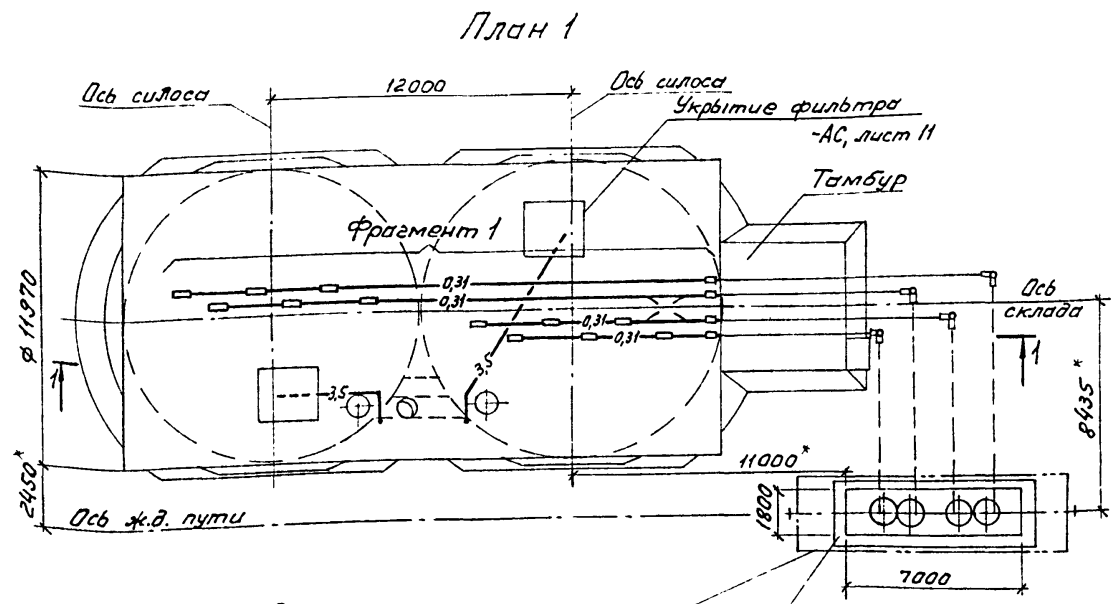 План 1
Ось силоса
12000
Ось силоса
Укрытие фильтра
-АС, лист 11
Тамбур
Фрагмент 1
0,31
0,31
0,31
0,31
Ось
склада
ф 11970
1
1
3,5
3,5
8435*
11000*
2450*
Ось ж.д. пути
1800
7000